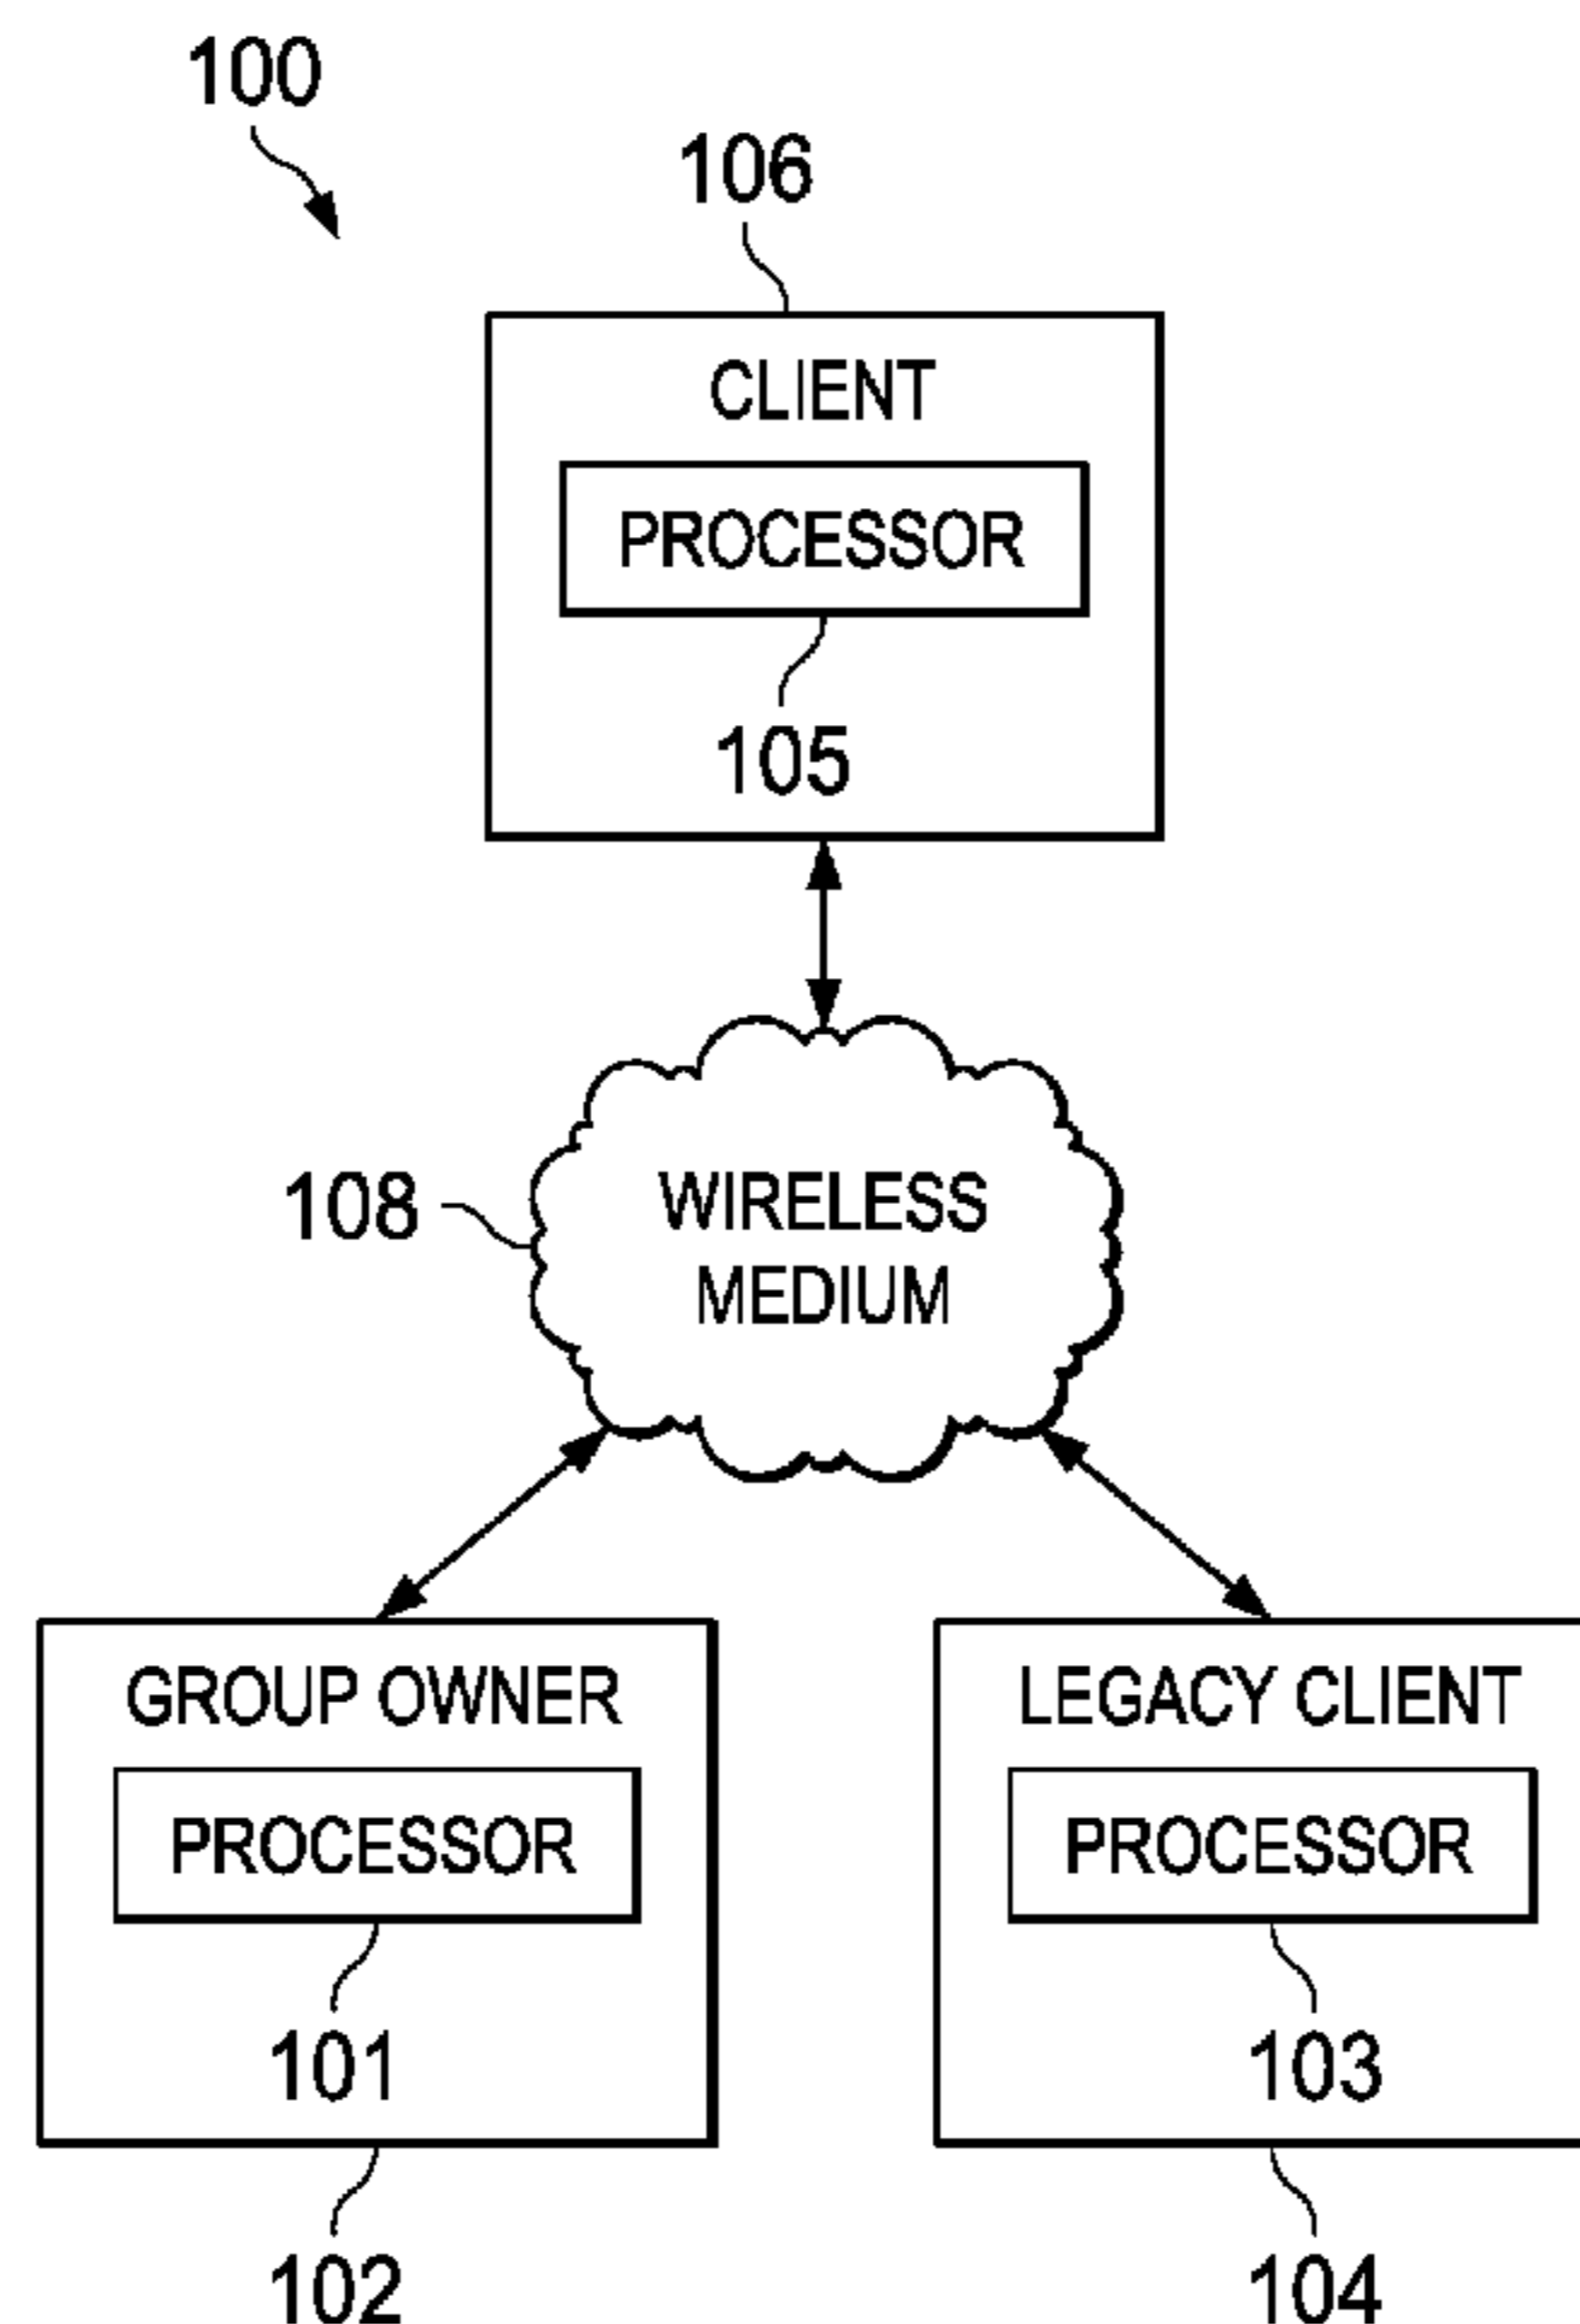 100
106
CLIENT
PROCESSOR
105
108
WIRELESS
MEDIUM
GROUP OWNER
PROCESSOR
101
102
LEGACY CLIENT
PROCESSOR
103
104